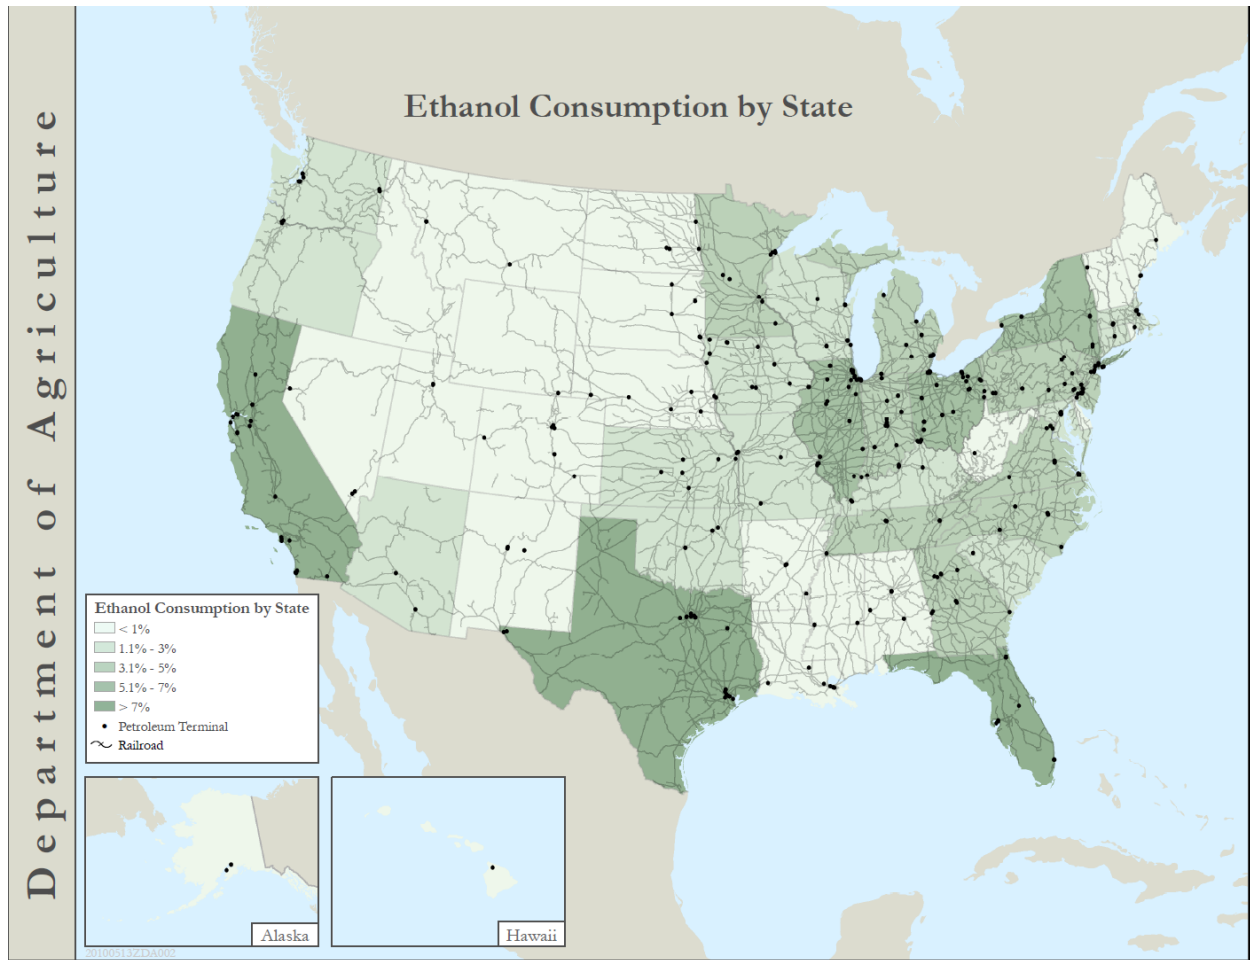 Department of Agriculture
Ethanol Consumption by State
Ethanol Consumption by State
< 1%
1.1% - 3%
3.1% - 5%
5.1% - 7%
> 7%
Petroleum Terminal
Railroad
Alaska
Hawaii
20100513ZDA002